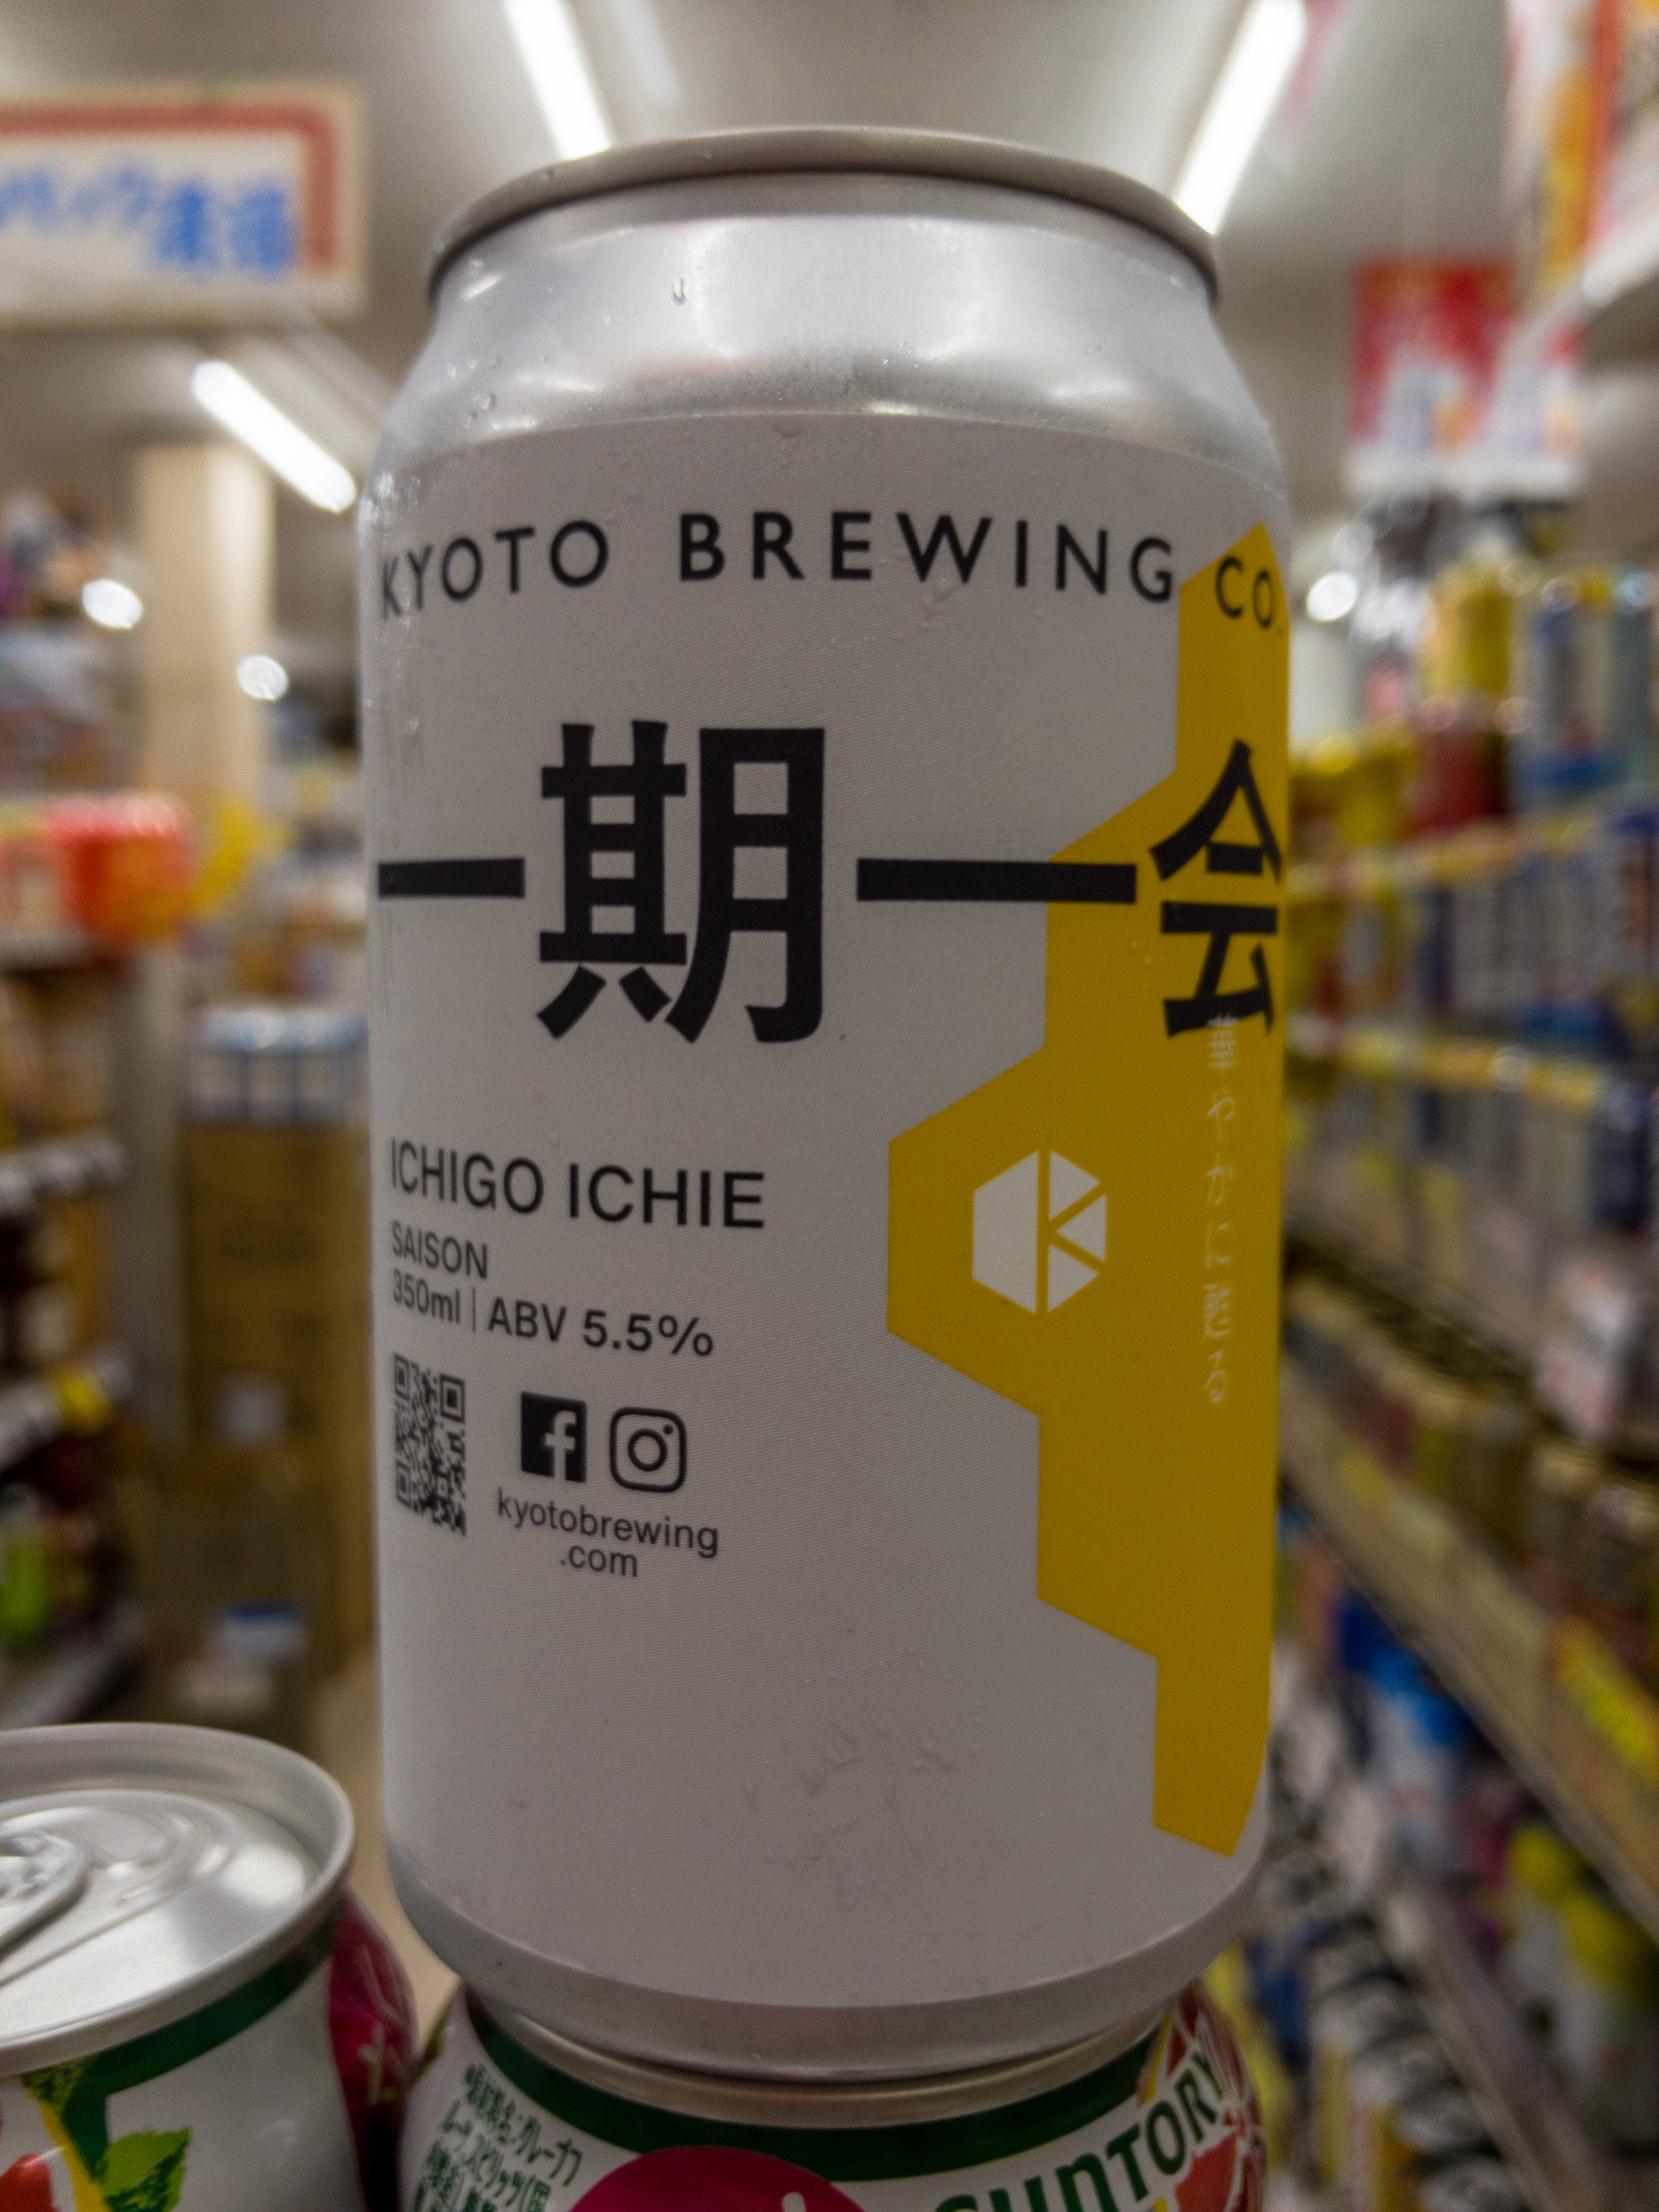 KYOTO BREWING CO.
一期一会
華やかに薫る
ICHIGO ICHIE
SAISON
350ml | ABV 5.5%
kyotobrewing
.com
SUNTORY